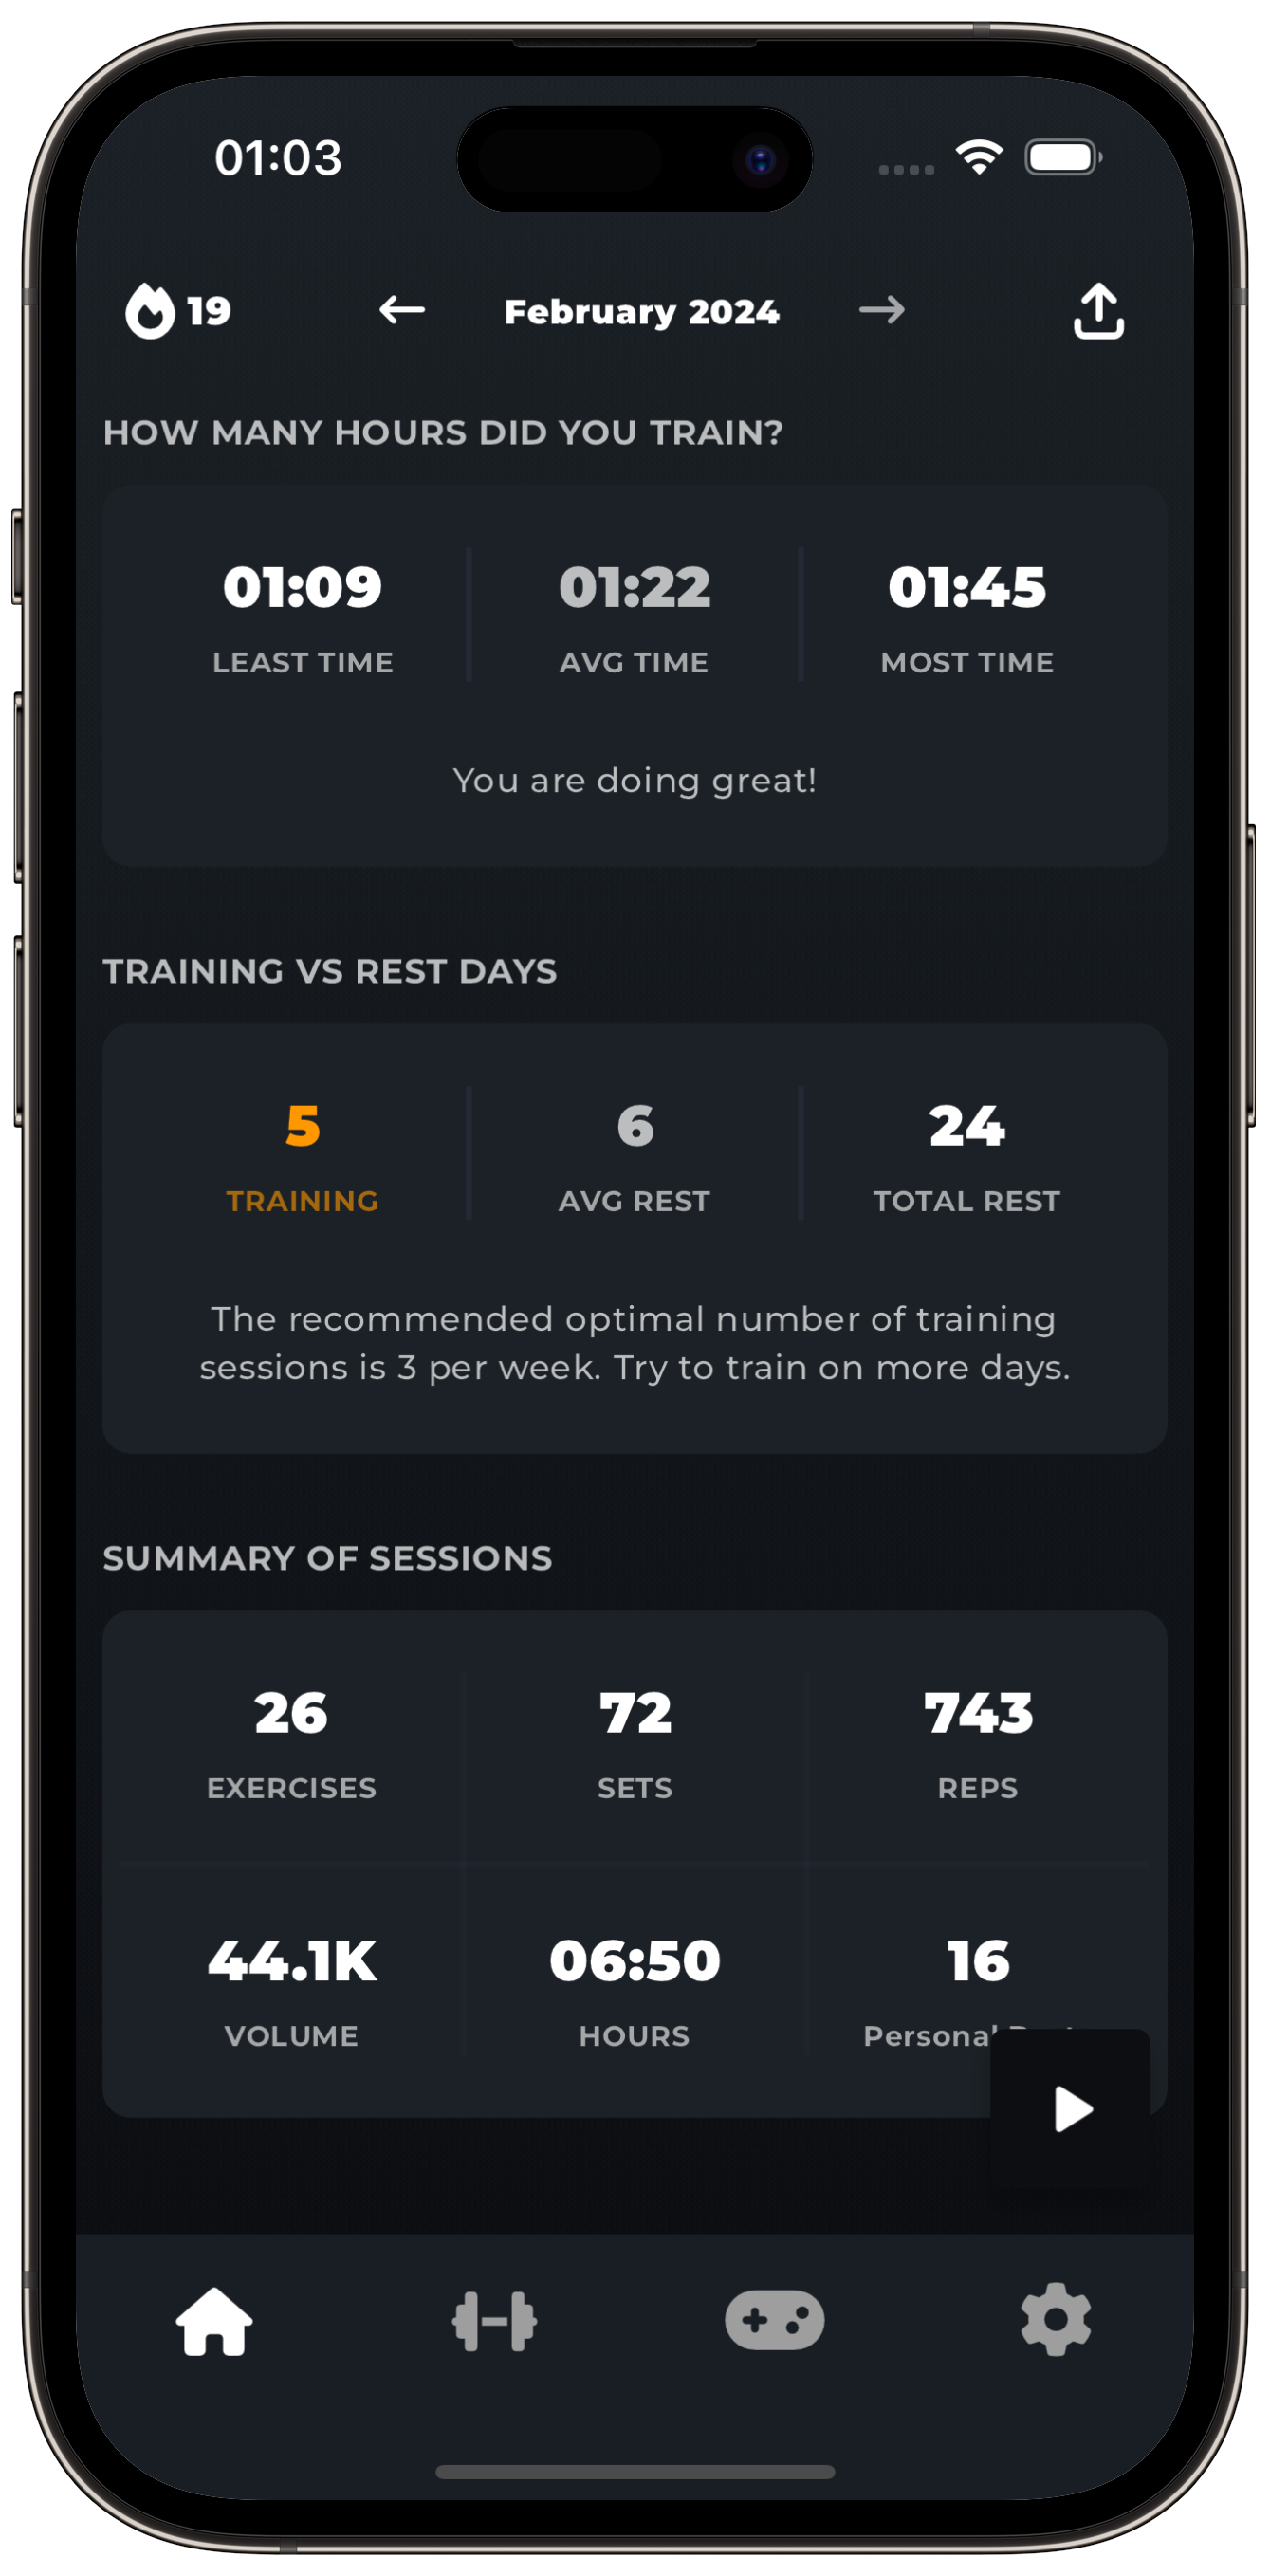 01:03
19 February 2024
HOW MANY HOURS DID YOU TRAIN?
01:09 01:22 01:45
LEAST TIME AVG TIME MOST TIME
You are doing great!
TRAINING VS REST DAYS
5 6 24
TRAINING AVG REST TOTAL REST
The recommended optimal number of training
sessions is 3 per week. Try to train on more days.
SUMMARY OF SESSIONS
26 72 743
EXERCISES SETS REPS
44.1K 06:50 16
VOLUME HOURS Personal